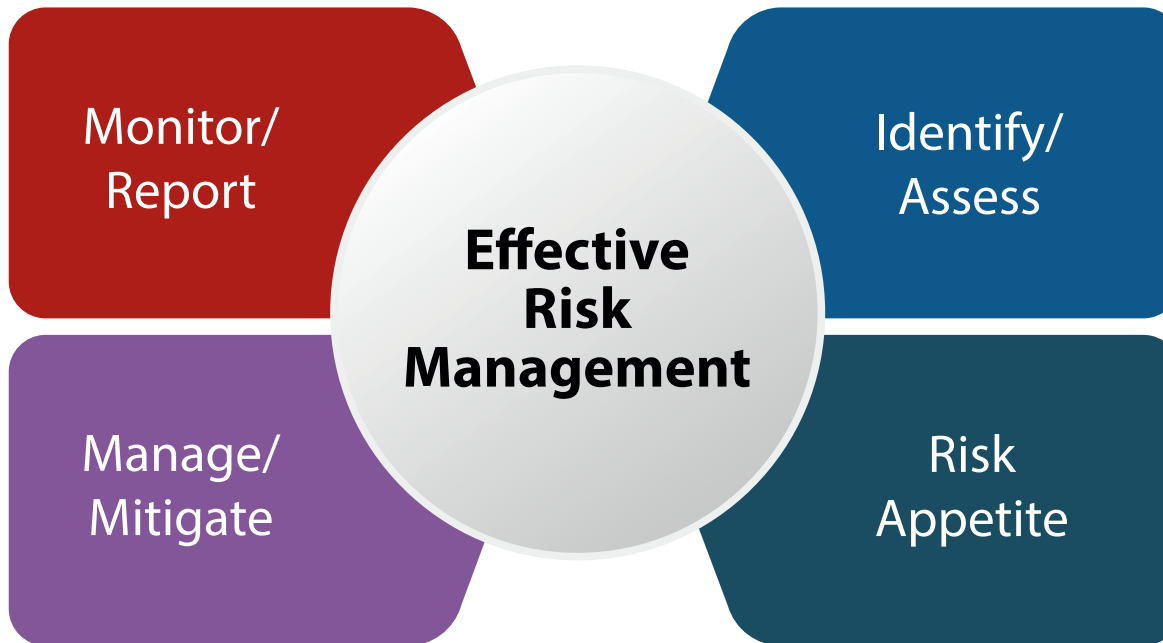 Monitor/
Report
Identify/
Assess
Effective
Risk
Management
Manage/
Mitigate
Risk
Appetite